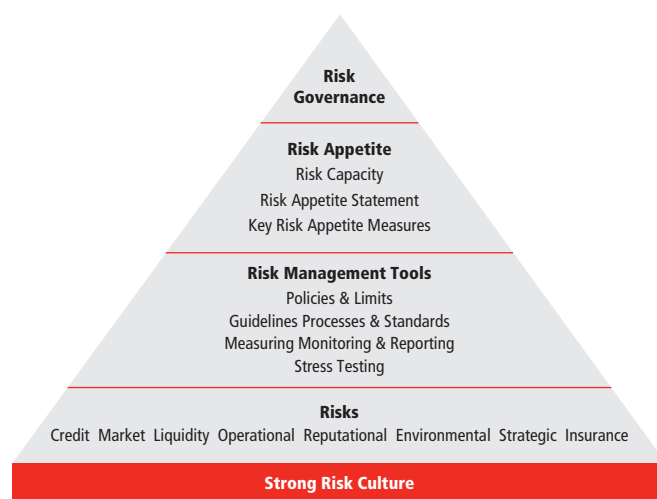 Risk
Governance
Risk Appetite
Risk Capacity
Risk Appetite Statement
Key Risk Appetite Measures
Risk Management Tools
Policies & Limits
Guidelines Processes & Standards
Measuring Monitoring & Reporting
Stress Testing
Risks
Credit Market Liquidity Operational Reputational Environmental Strategic Insurance
Strong Risk Culture